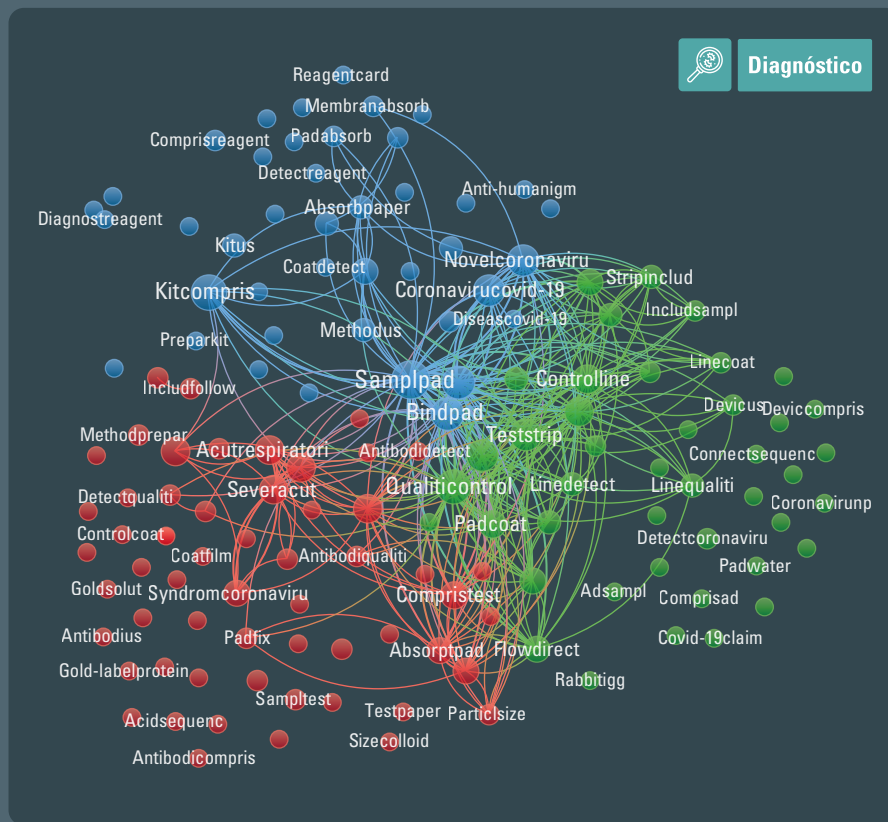 Diagnóstico
Reagentcard
Membranabsorb
Comprisreagent
Padabsorb
Detectreagent
Anti-humanigm
Absorbpaper
Diagnostreagent
Kitus
Novelcoronaviru
Coatdetect
Stripinclud
Kitcompris
Coronavirucovid-19
Includsampl
Diseascovid-19
Methodus
Preparkit
Linecoat
Samplpad
Controlline
Includfollow
Bindpad
Devicus
Deviccompris
Methodprepar
Teststrip
Acutrespiratori
Antibodidetect
Connectsequenc
Severacut
Qualiticontrol
Linedetect
Linequaliti
Detectqualiti
Coronavirunp
Padcoat
Controlcoat
Detectcoronaviru
Coatfilm
Antibodiqualiti
Padwater
Goldsolut
Syndromcoronaviru
Compristest
Adsampl
Comprisad
Antibodius
Padfix
Covid-19claim
Absorptpad
Flowdirect
Gold-labelprotein
Rabbitigg
Sampltest
Testpaper
Particlsize
Acidsequenc
Sizecolloid
Antibodicompris